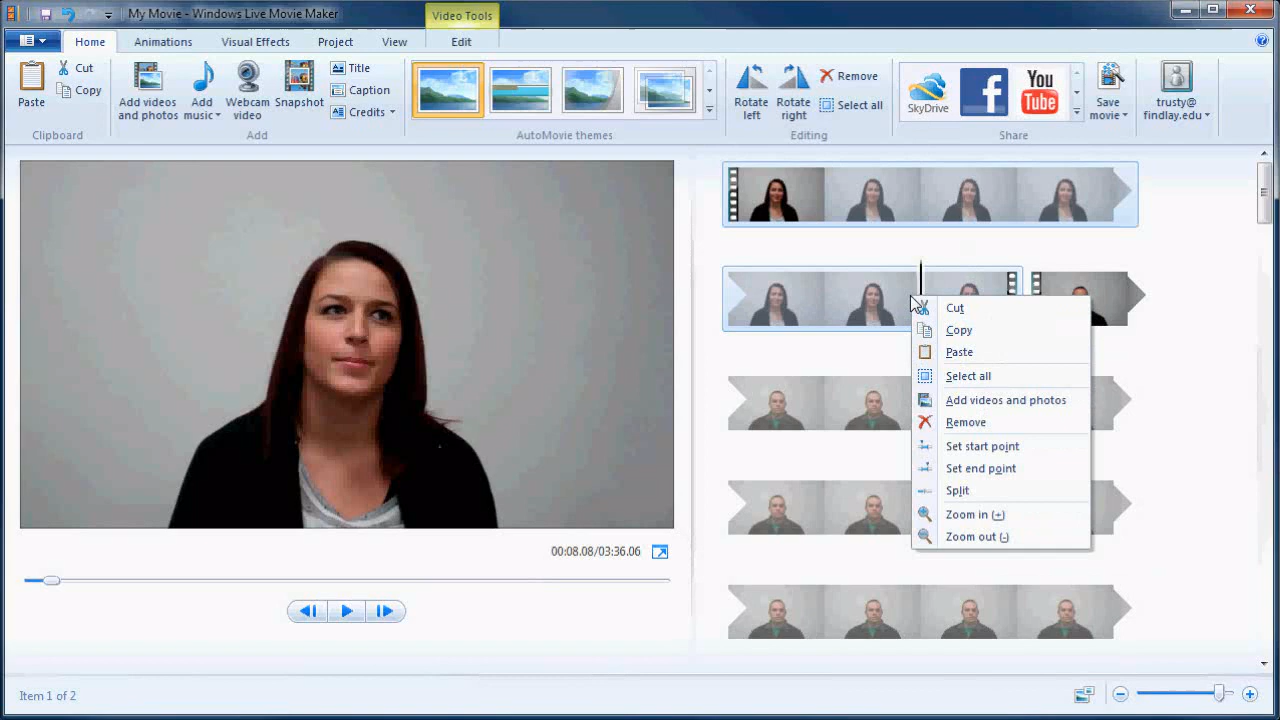 My Movie - Windows Live Movie Maker
Video Tools
Home
Animations
Visual Effects
Project
View
Edit
Paste
Cut
Copy
Clipboard
Add videos
and photos
Add
music
Webcam
video
Snapshot
Title
Caption
Credits
Add
AutoMovie themes
Rotate
left
Rotate
right
Remove
Select all
Editing
SkyDrive
f
You
Tube
Share
Save
movie
trusty@
findlay.edu
Cut
Copy
Paste
Select all
Add videos and photos
Remove
Set start point
Set end point
Split
Zoom in (+)
Zoom out (-)
00:08.08/03:36.06
Item 1 of 2